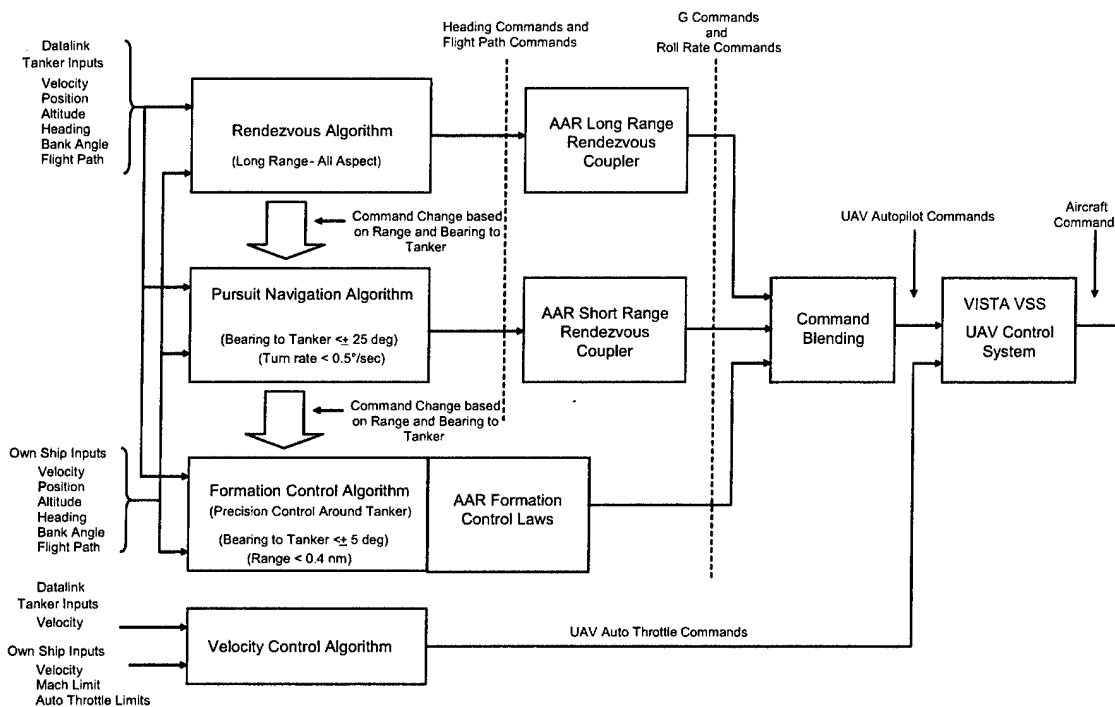 Datalink
Tanker Inputs
Velocity
Position
Altitude
Heading
Bank Angle
Flight Path
Rendezvous Algorithm
(Long Range- All Aspect)
Heading Commands and
Flight Path Commands
AAR Long Range
Rendezvous
Coupler
G Commands
and
Roll Rate Commands
Command Change based
on Range and Bearing to
Tanker
Pursuit Navigation Algorithm
(Bearing to Tanker <± 25 deg)
(Turn rate < 0.5°/sec)
AAR Short Range
Rendezvous
Coupler
Command
Blending
UAV Autopilot Commands
VISTA VSS
UAV Control
System
Aircraft
Command
Command Change based
on Range and Bearing to
Tanker
Own Ship Inputs
Velocity
Position
Altitude
Heading
Bank Angle
Flight Path
Formation Control Algorithm
(Precision Control Around Tanker)
(Bearing to Tanker <± 5 deg)
(Range < 0.4 nm)
AAR Formation
Control Laws
Datalink
Tanker Inputs
Velocity
Own Ship Inputs
Velocity
Mach Limit
Auto Throttle Limits
Velocity Control Algorithm
UAV Auto Throttle Commands